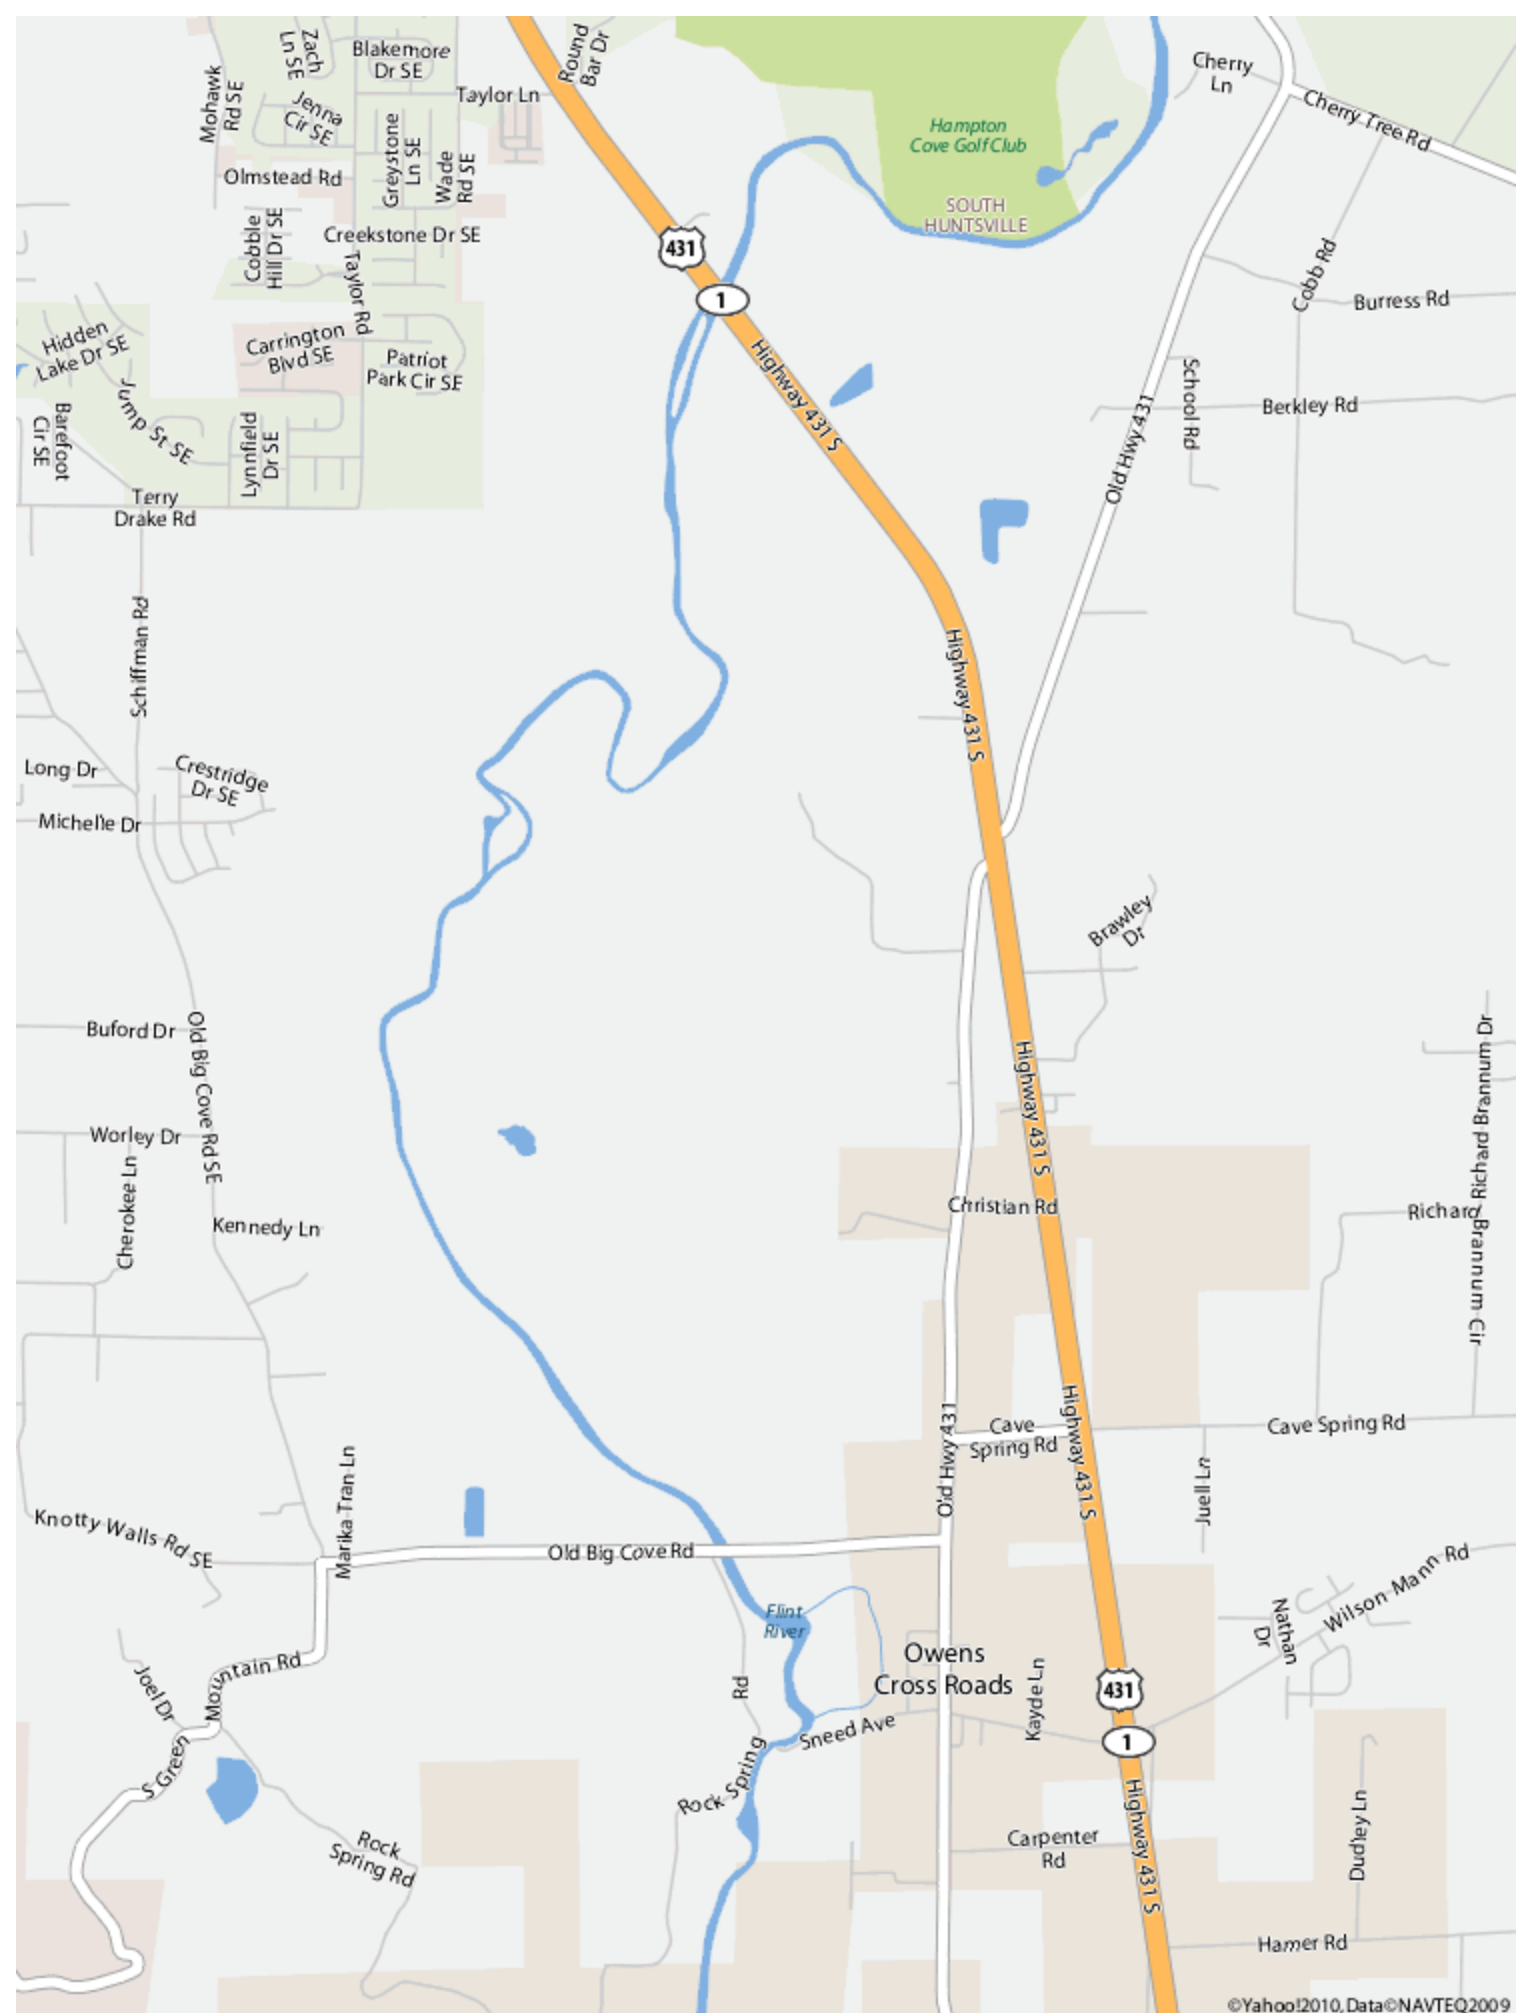 Zach
Ln SE
Blakemore
Dr SE
Round
Bar Dr
Cherry
Ln
Mohawk
Rd SE
Jenna
Cir SE
Taylor Ln
Cherry Tree Rd
Greystone
Ln SE
Wade
Rd SE
Hampton
Cove Golf Club
Olmstead Rd
SOUTH
HUNTSVILLE
Cobble
Hill Dr SE
Creekstone Dr SE
431
Taylor Rd
1
Cobb Rd
Burress Rd
Hidden
Lake Dr SE
Carrington
Blvd SE
Patriot
Park Cir SE
Highway 431 S
School Rd
Jump St SE
Barefoot
Cir SE
Lynnfield
Dr SE
Old Hwy 431
Berkley Rd
Terry
Drake Rd
Schiffman Rd
Highway 431 S
Long Dr
Crestridge
Dr SE
Michelle Dr
Brawley
Dr
Buford Dr
Old Big Cove Rd SE
Highway 431 S
Richard Brannum Dr
Worley Dr
Cherokee Ln
Kennedy Ln
Christian Rd
Richard Brannum Cir
Old Hwy 431
Cave
Spring Rd
Highway 431 S
Cave Spring Rd
Marika Tran Ln
Juell Ln
Knotty Walls Rd SE
Old Big Cove Rd
Wilson Mann Rd
Flint
River
Nathan
Dr
Owens
Cross Roads
Kayde Ln
431
Joel Dr
S Green Mountain Rd
Rock Spring Rd
Sneed Ave
1
Highway 431 S
Rock
Spring Rd
Carpenter
Rd
Dudley Ln
Hamer Rd
©Yahoo!2010, Data©NAVTEQ2009